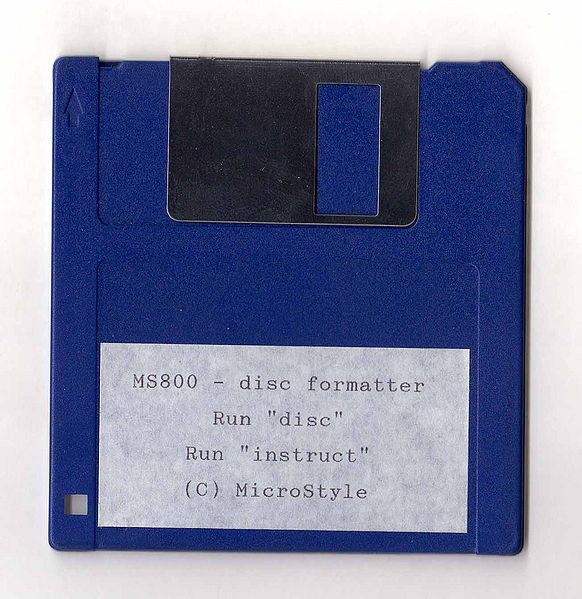 MS800 - disc formatter
Run "disc"
Run "instruct"
(C) MicroStyle